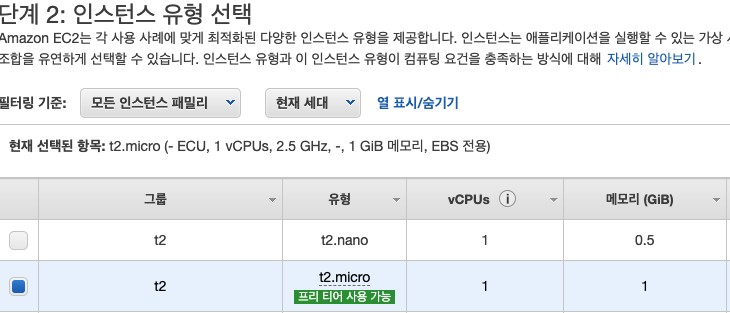 단계 2: 인스턴스 유형 선택
Amazon EC2는 각 사용 사례에 맞게 최적화된 다양한 인스턴스 유형을 제공합니다. 인스턴스는 애플리케이션을 실행할 수 있는 가상
조합을 유연하게 선택할 수 있습니다. 인스턴스 유형과 이 인스턴스 유형이 컴퓨팅 요건을 충족하는 방식에 대해 자세히 알아보기.
필터링 기준: 모든 인스턴스 패밀리 현재 세대 열 표시/숨기기
현재 선택된 항목: t2.micro (- ECU, 1 vCPUs, 2.5 GHz, -, 1 GiB 메모리, EBS 전용)
그룹 유형 vCPUs i 메모리 (GiB)
t2 t2.nano 1 0.5
t2 t2.micro 1 1
프리 티어 사용 가능